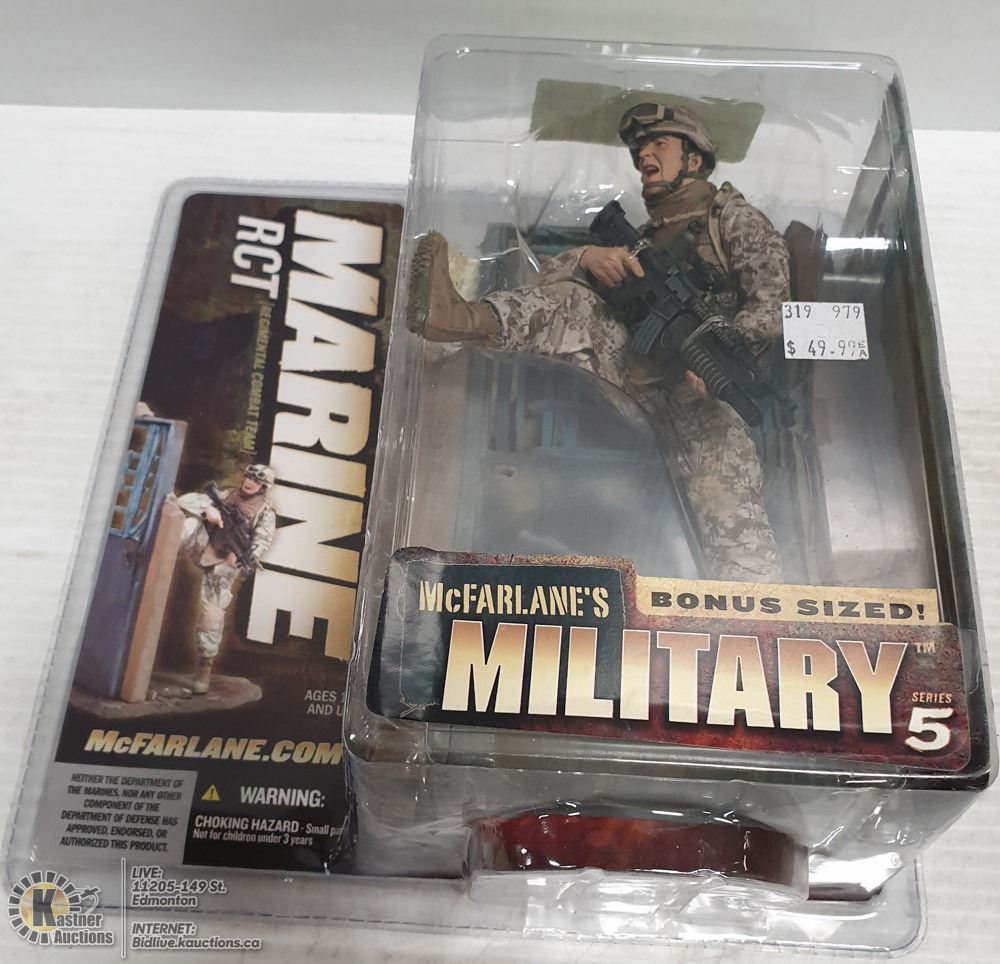 MARINE
RCT
(REGIMENTAL COMBAT TEAM)
319 979
$ 49.99
McFARLANE'S
BONUS SIZED!
MILITARY™
SERIES
5
AGES
AND
McFARLANE.COM
NEITHER THE DEPARTMENT OF
THE MARINES, NOR ANY OTHER
COMPONENT OF THE
DEPARTMENT OF DEFENSE HAS
APPROVED, ENDORSED, OR
AUTHORIZED THIS PRODUCT.
WARNING:
CHOKING HAZARD - Small
Not for children under 3 years
Kastner
Auctions
LIVE:
11205-149 St.
Edmonton
INTERNET:
Bidlive.kauctions.ca